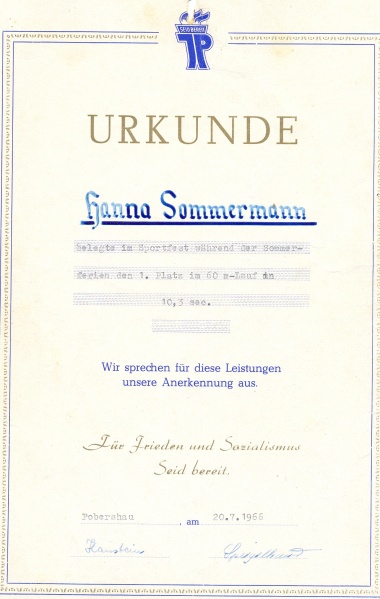 SEID BEREIT
URKUNDE
Hanna Sommermann
belegte im Sportfest während der Sommer-
ferien den 1. Platz im 60 m-Lauf in
10,3 sec.
Wir sprechen für diese Leistungen
unsere Anerkennung aus.
Für Frieden und Sozialismus
Seid bereit.
Pobershau , am 20.7.1966